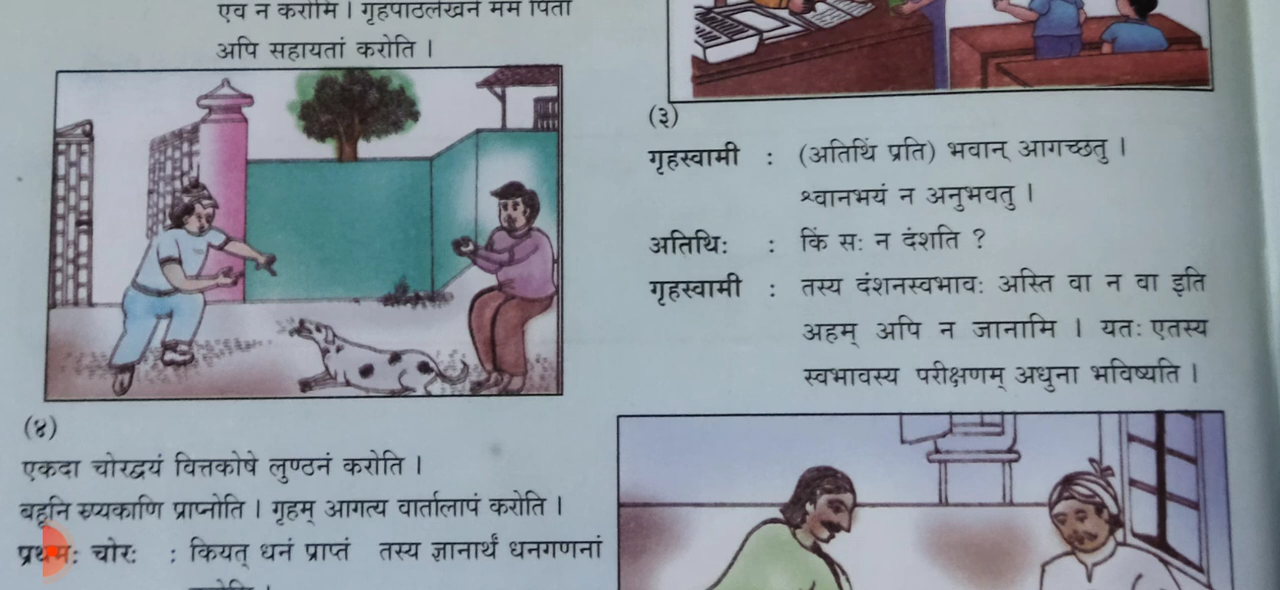 एव न करोमि । गृहपाठलेखने मम पिता
अपि सहायतां करोति ।
(३)
गृहस्वामी : (अतिथिं प्रति) भवान् आगच्छतु ।
श्वानभयं न अनुभवतु ।
अतिथिः : किं सः न दंशति ?
गृहस्वामी : तस्य दंशनस्वभावः अस्ति वा न वा इति
अहम् अपि न जानामि । यतः एतस्य
स्वभावस्य परीक्षणम् अधुना भविष्यति ।
(४)
एकदा चोरद्वयं वित्तकोषे लुण्ठनं करोति ।
बहूनि रुप्यकाणि प्राप्नोति । गृहम् आगत्य वार्तालापं करोति ।
प्रथमः चोरः : कियत् धनं प्राप्तं तस्य ज्ञानार्थं धनगणनां